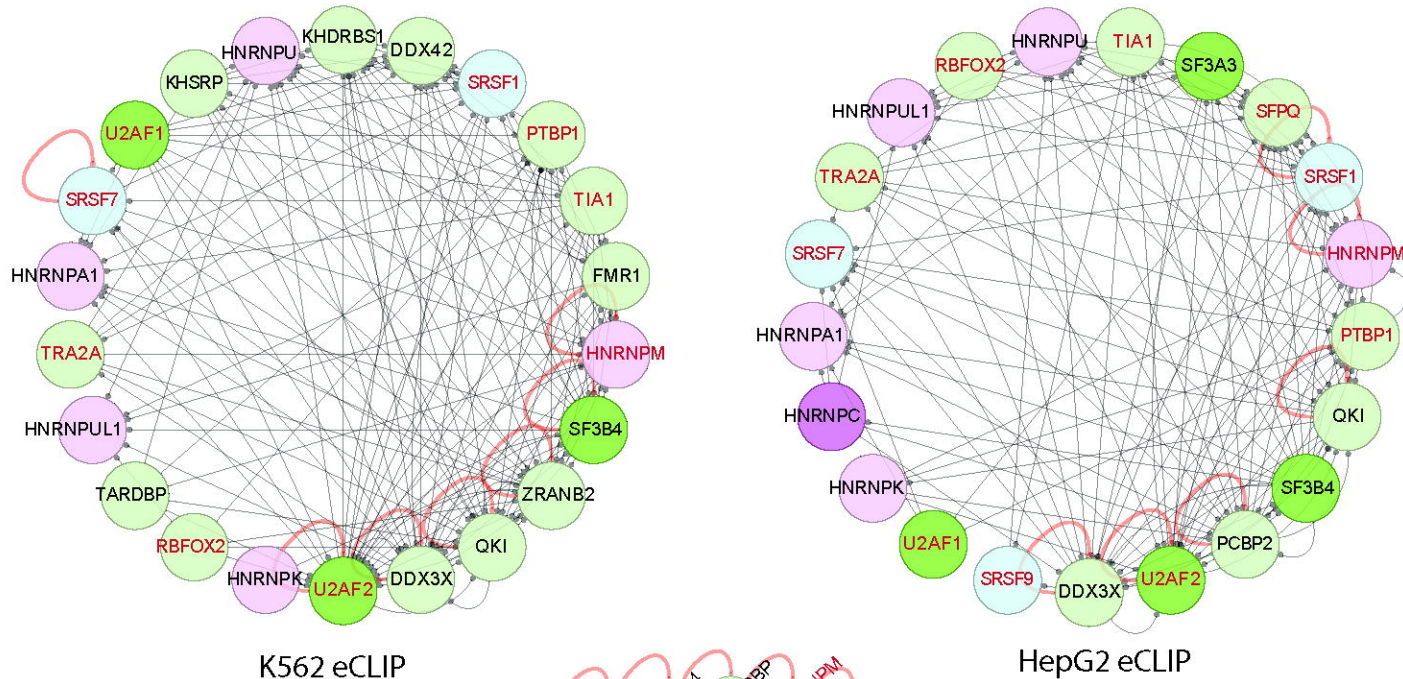 KHDRBS1
HNRNPU
DDX42
KHSRP
SRSF1
U2AF1
PTBP1
SRSF7
TIA1
HNRNPA1
FMR1
TRA2A
HNRNPM
HNRNPUL1
SF3B4
TARDBP
ZRANB2
RBFOX2
QKI
HNRNPK
U2AF2
DDX3X
K562 eCLIP
HNRNPU
TIA1
RBFOX2
SF3A3
HNRNPUL1
SFPQ
TRA2A
SRSF1
SRSF7
HNRNPM
HNRNPA1
PTBP1
HNRNPC
QKI
HNRNPK
SF3B4
U2AF1
PCBP2
SRSF9
DDX3X
U2AF2
HepG2 eCLIP